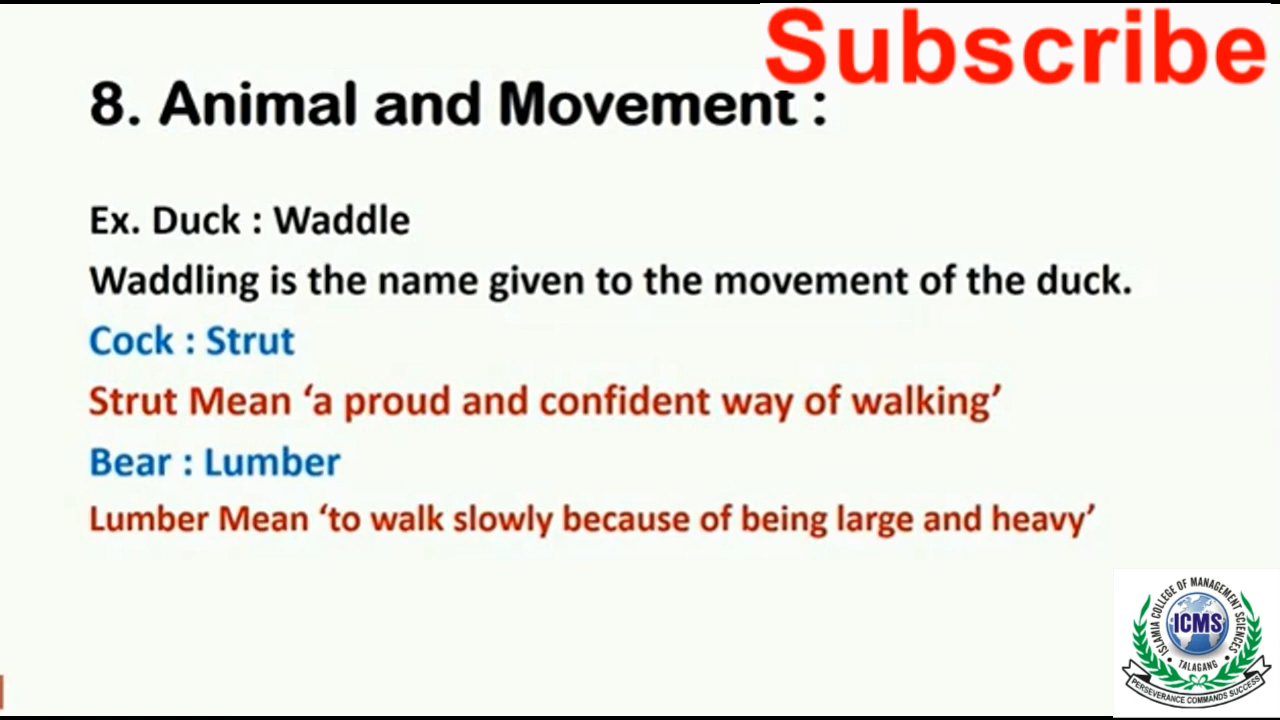 Subscribe
8. Animal and Movement :
Ex. Duck : Waddle
Waddling is the name given to the movement of the duck.
Cock : Strut
Strut Mean ‘a proud and confident way of walking’
Bear : Lumber
Lumber Mean ‘to walk slowly because of being large and heavy’
ISLAMIA COLLEGE OF MANAGEMENT SCIENCES
ICMS
TALAGANG
PERSEVERANCE COMMANDS SUCCESS